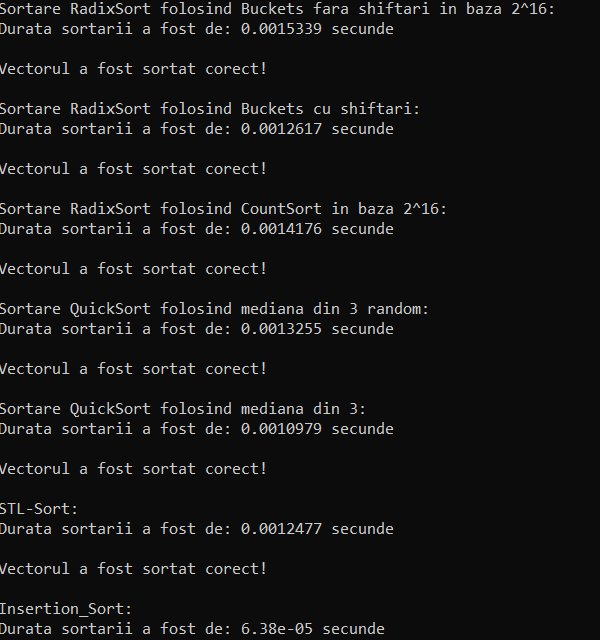 Sortare RadixSort folosind Buckets fara shiftari in baza 2^16:
Durata sortarii a fost de: 0.0015339 secunde
Vectorul a fost sortat corect!
Sortare RadixSort folosind Buckets cu shiftari:
Durata sortarii a fost de: 0.0012617 secunde
Vectorul a fost sortat corect!
Sortare RadixSort folosind CountSort in baza 2^16:
Durata sortarii a fost de: 0.0014176 secunde
Vectorul a fost sortat corect!
Sortare QuickSort folosind mediana din 3 random:
Durata sortarii a fost de: 0.0013255 secunde
Vectorul a fost sortat corect!
Sortare QuickSort folosind mediana din 3:
Durata sortarii a fost de: 0.0010979 secunde
Vectorul a fost sortat corect!
STL-Sort:
Durata sortarii a fost de: 0.0012477 secunde
Vectorul a fost sortat corect!
Insertion_Sort:
Durata sortarii a fost de: 6.38e-05 secunde